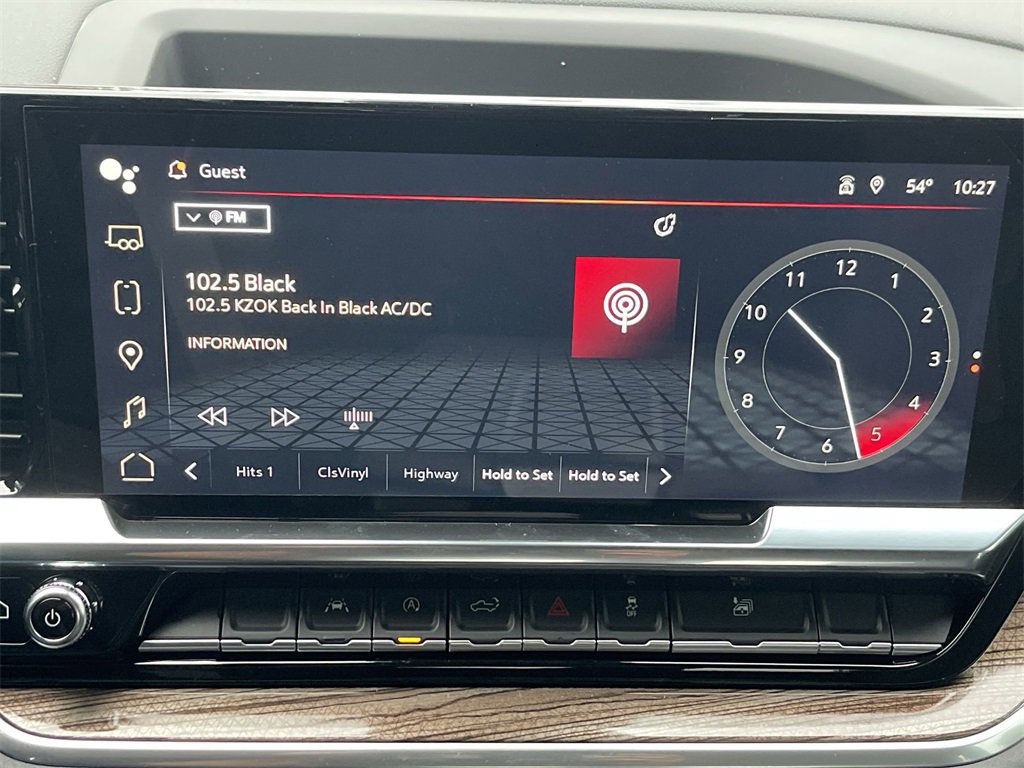 Guest
54° 10:27
FM
102.5 Black
102.5 KZOK Back In Black AC/DC
INFORMATION
Hits 1 ClsVinyl Highway Hold to Set Hold to Set
12
1
2
3
4
5
6
7
8
9
10
11
A
OFF